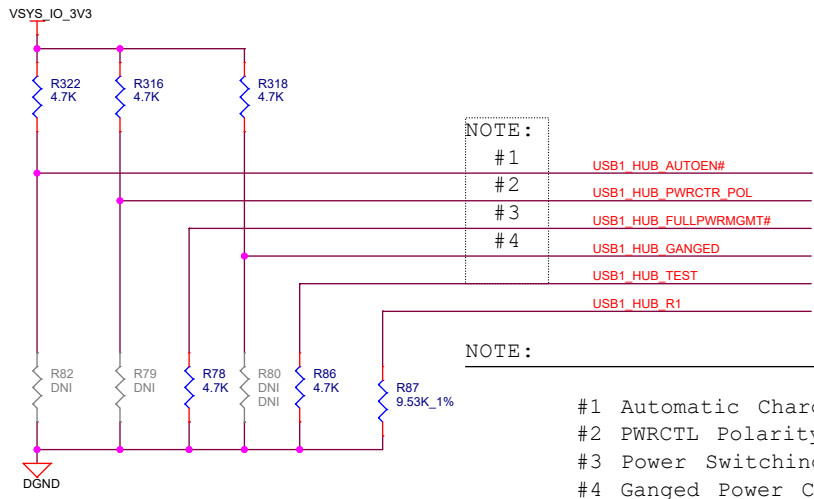 VSYS_IO_3V3
R322
4.7K
R316
4.7K
R318
4.7K
NOTE:
#1
USB1_HUB_AUTOEN#
#2
USB1_HUB_PWRCTR_POL
#3
USB1_HUB_FULLPWRMGMT#
#4
USB1_HUB_GANGED
USB1_HUB_TEST
USB1_HUB_R1
NOTE:
R82
DNI
R79
DNI
R78
4.7K
R80
DNI
DNI
R86
4.7K
R87
9.53K_1%
#1 Automatic
#2 PWRCTL Polarity
#3 Power Switching
#4 Ganged Power
DGND